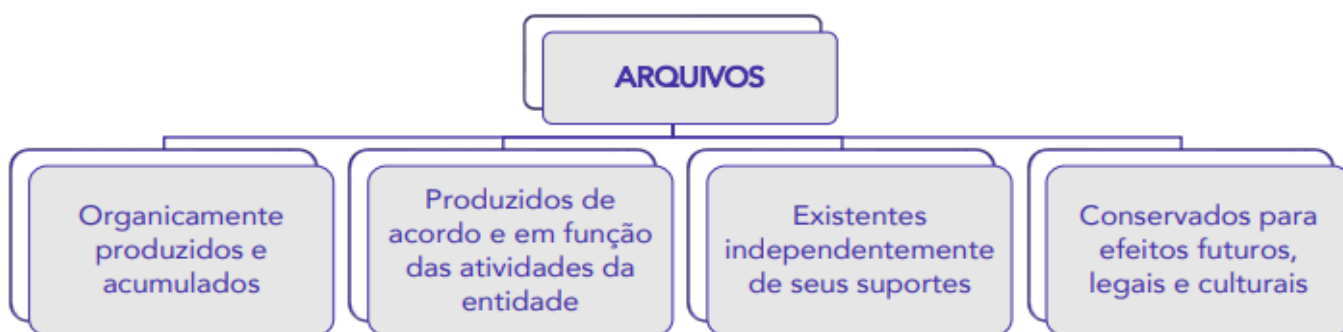 ARQUIVOS
Organicamente
produzidos e
acumulados
Produzidos de
acordo e em função
das atividades da
entidade
Existentes
independentemente
de seus suportes
Conservados para
efeitos futuros,
legais e culturais